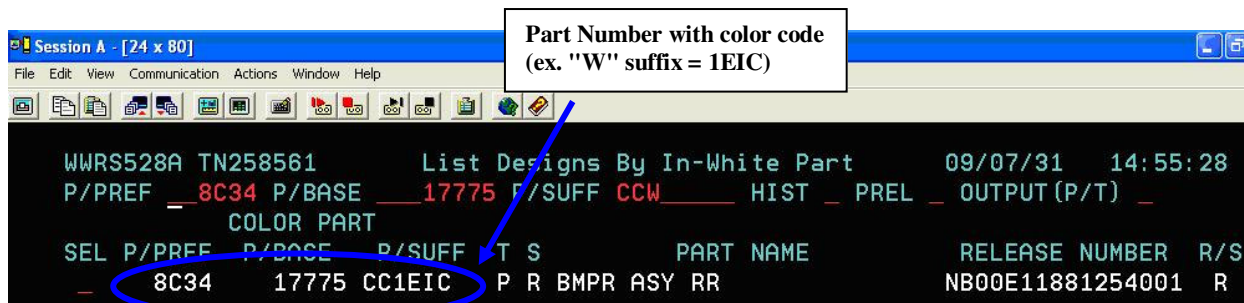 Part Number with color code
(ex. "W" suffix = 1EIC)
Session A - [24 x 80]
File Edit View Communication Actions Window Help
WWRS528A TN258561 List Designs By In-White Part 09/07/31 14:55:28
P/PREF __8C34 P/BASE ___17775 P/SUFF CCW_____ HIST _ PREL _ OUTPUT(P/T) _
COLOR PART
SEL P/PREF P/BASE P/SUFF T S PART NAME RELEASE NUMBER R/S
_ 8C34 17775 CC1EIC P R BMPR ASY RR NB00E11881254001 R